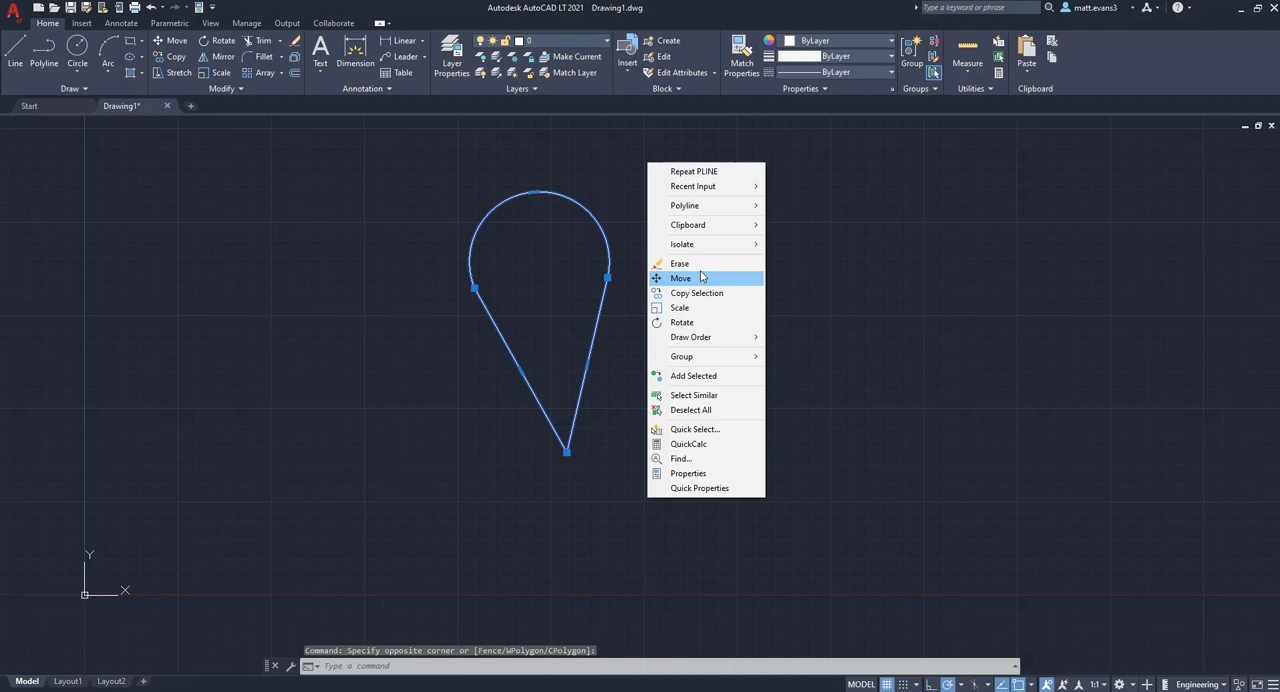 Autodesk AutoCAD LT 2021 Drawing1.dwg
Type a keyword or phrase
matt.evans3
Home Insert Annotate Parametric View Manage Output Collaborate
Line Polyline Circle Arc
Move Rotate Trim
Copy Mirror Fillet
Stretch Scale Array
Draw Modify
Text Dimension
Linear
Leader
Table
Annotation
Layer Properties
0
Make Current
Match Layer
Layers
Insert
Create
Edit
Edit Attributes
Block
Match Properties
ByLayer
ByLayer
ByLayer
Properties
Group
Groups
Measure
Utilities
Paste
Clipboard
Start Drawing1*
Repeat PLINE
Recent Input
Polyline
Clipboard
Isolate
Erase
Move
Copy Selection
Scale
Rotate
Draw Order
Group
Add Selected
Select Similar
Deselect All
Quick Select...
QuickCalc
Find...
Properties
Quick Properties
Y
X
Command: Specify opposite corner or [Fence/WPolygon/CPolygon]:
Type a command
Model Layout1 Layout2
MODEL
1:1
Engineering